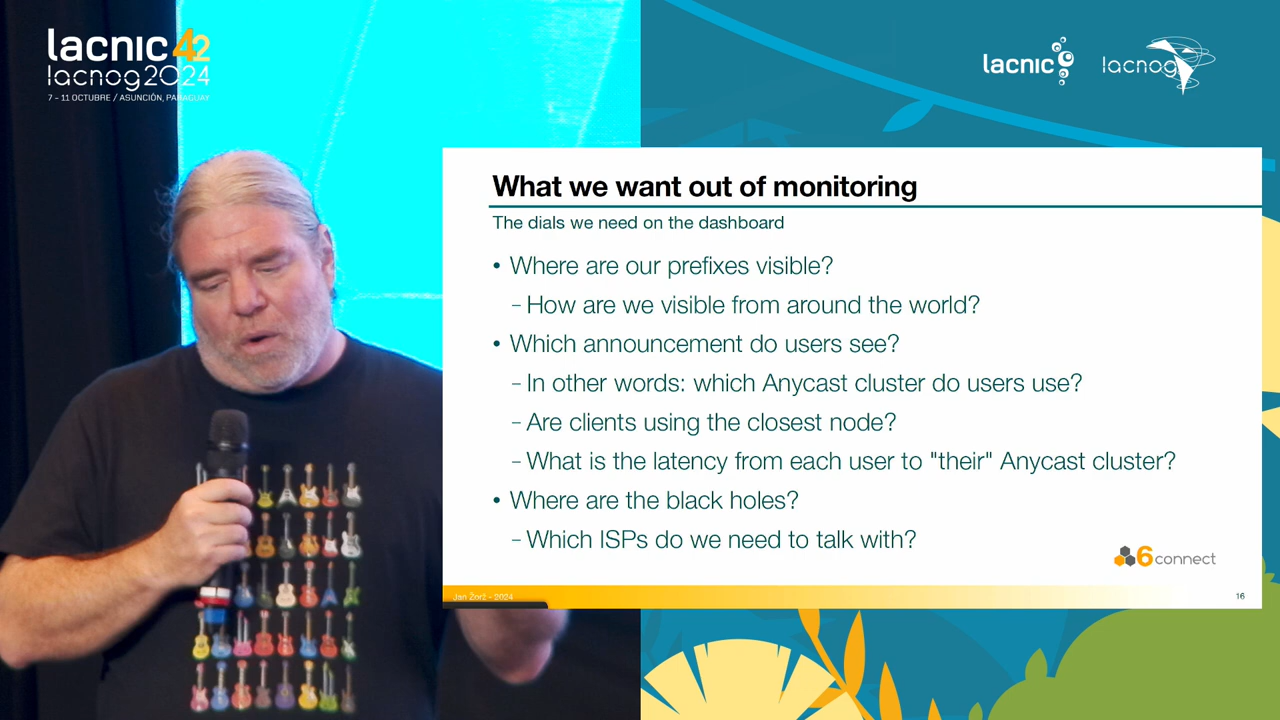 lacnic 42
lacnog2024
7 - 11 OCTUBRE / ASUNCIÓN, PARAGUAY
lacnic
lacnog
What we want out of monitoring
The dials we need on the dashboard
• Where are our prefixes visible?
– How are we visible from around the world?
• Which announcement do users see?
– In other words: which Anycast cluster do users use?
– Are clients using the closest node?
– What is the latency from each user to "their" Anycast cluster?
• Where are the black holes?
– Which ISPs do we need to talk with?
6connect
Jan Žorž - 2024
16